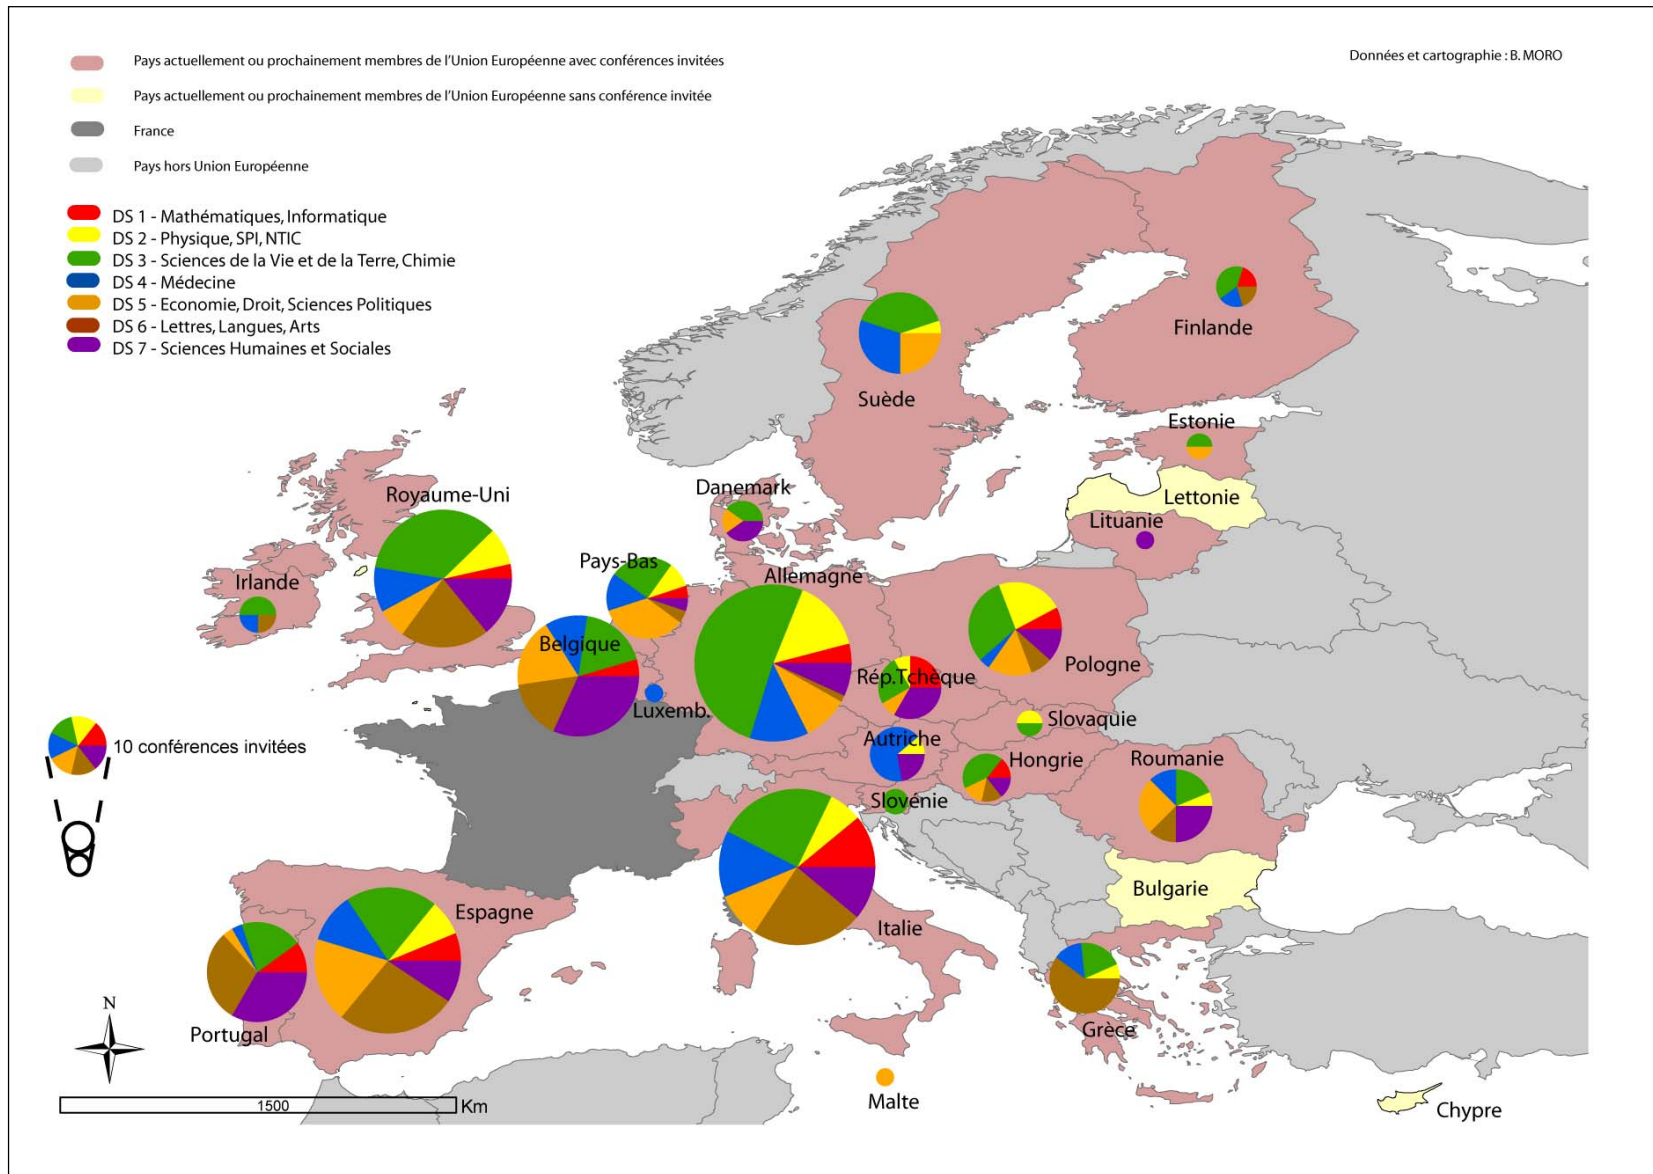 Pays actuellement ou prochainement membres de l'Union Européenne avec conférences invitées
Données et cartographie : B. MORO
Pays actuellement ou prochainement membres de l'Union Européenne sans conférence invitée
France
Pays hors Union Européenne
DS 1 - Mathématiques, Informatique
DS 2 - Physique, SPI, NTIC
DS 3 - Sciences de la Vie et de la Terre, Chimie
DS 4 - Médecine
DS 5 - Economie, Droit, Sciences Politiques
DS 6 - Lettres, Langues, Arts
DS 7 - Sciences Humaines et Sociales
Finlande
Suède
Estonie
Danemark
Royaume-Uni
Lettonie
Lituanie
Pays-Bas
Allemagne
Irlande
Belgique
Pologne
Rép.Tchèque
Luxemb.
Slovaquie
Autriche
10 conférences invitées
Hongrie
Roumanie
Slovénie
Bulgarie
Espagne
Italie
N
Portugal
Grèce
Malte
1500
Km
Chypre